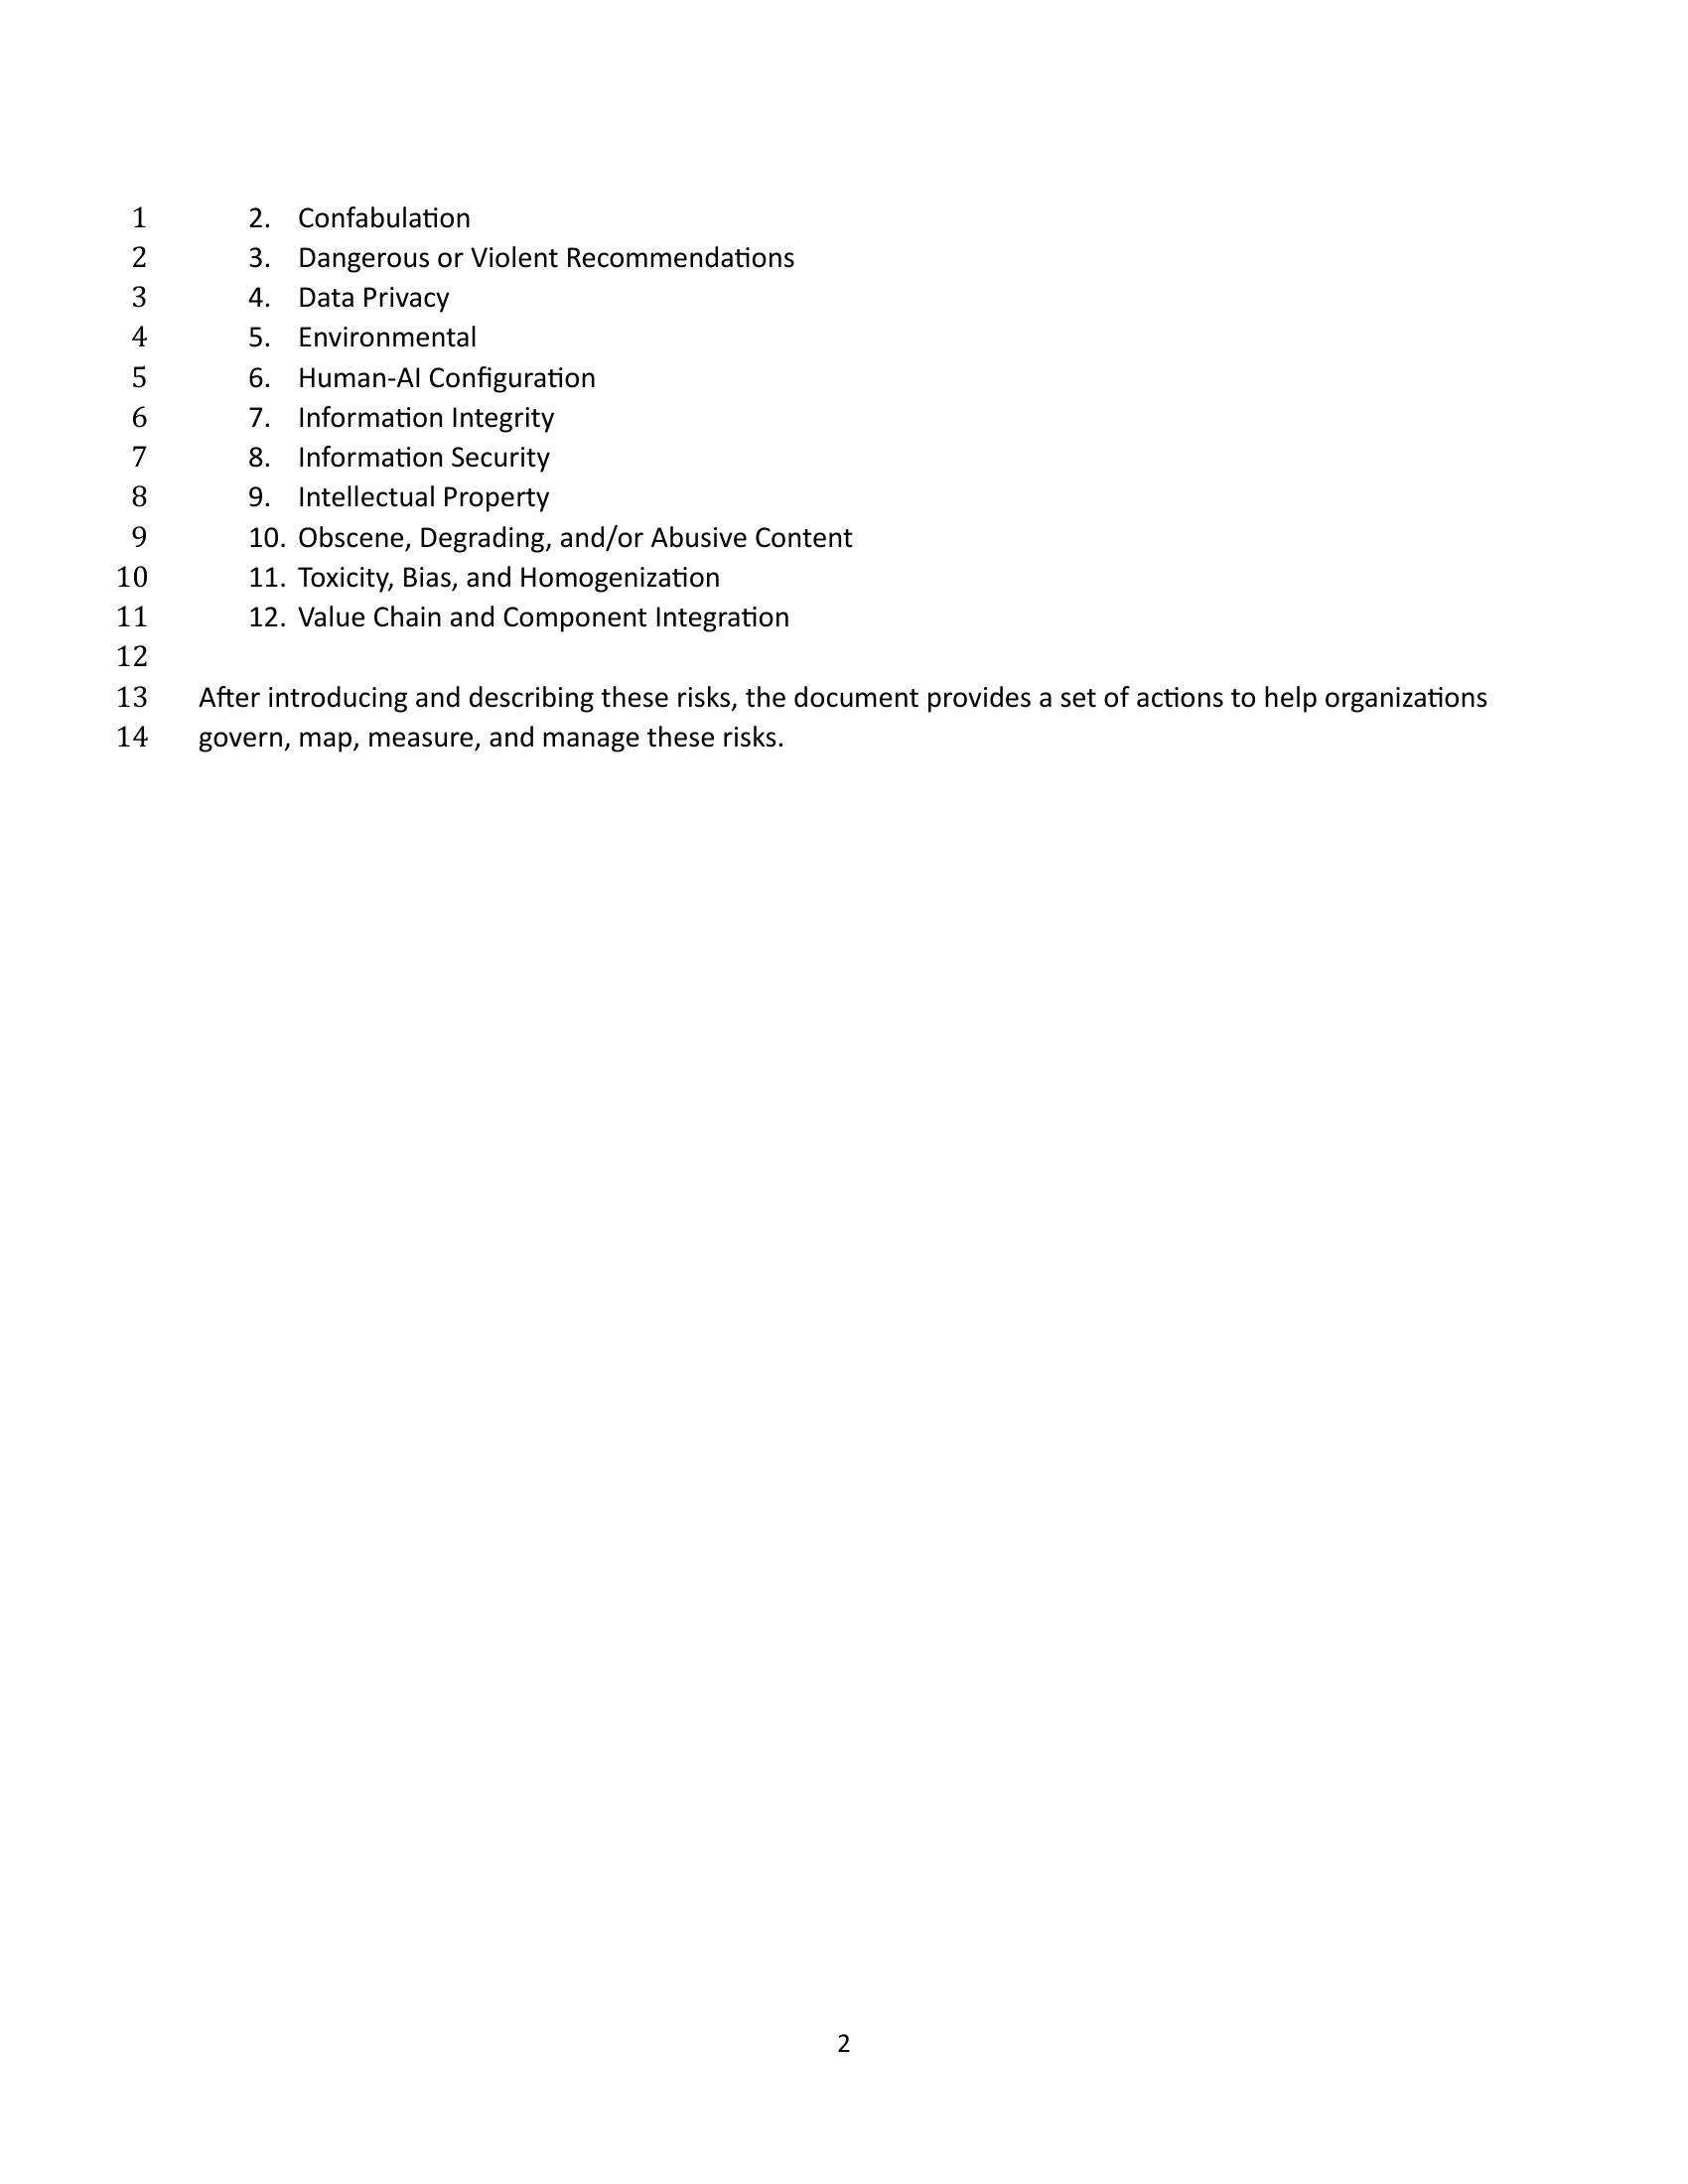 1 2. Confabulation
2 3. Dangerous or Violent Recommendations
3 4. Data Privacy
4 5. Environmental
5 6. Human-AI Configuration
6 7. Information Integrity
7 8. Information Security
8 9. Intellectual Property
9 10. Obscene, Degrading, and/or Abusive Content
10 11. Toxicity, Bias, and Homogenization
11 12. Value Chain and Component Integration
12
13 After introducing and describing these risks, the document provides a set of actions to help organizations
14 govern, map, measure, and manage these risks.
2